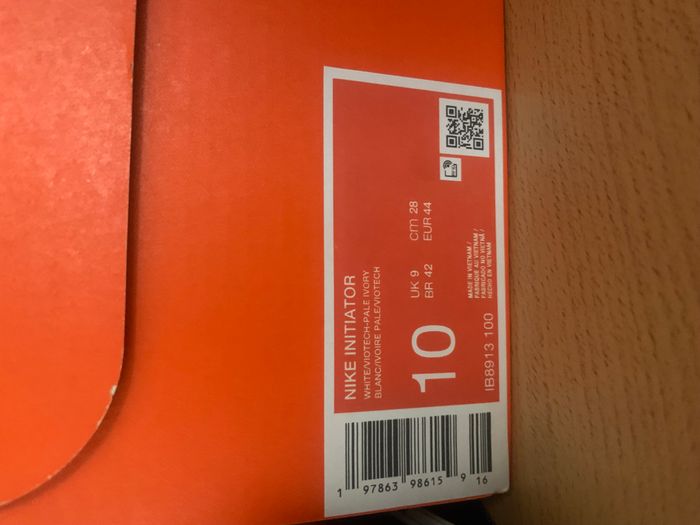 NIKE INITIATOR
WHITE/VIOTECH-PALE IVORY
BLANC/IVOIRE PALE/VIOTECH
10
UK 9
cm 28
BR 42
EUR 44
MADE IN VIETNAM /
FABRIQUÉ AU VIETNAM /
FABRICADO NO VIETNÃ /
HECHO EN VIETNAM
IB8913 100
1 97863 98615 9 16